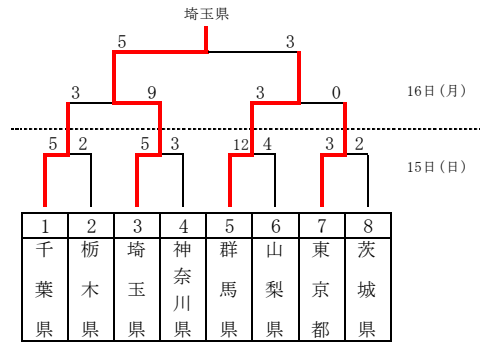 埼玉県
5 3
3 9 3 0
16日(月)
5 2 5 3 12 4 3 2
15日(日)
1 2 3 4 5 6 7 8
千葉県 栃木県 埼玉県 神奈川県 群馬県 山梨県 東京都 茨城県